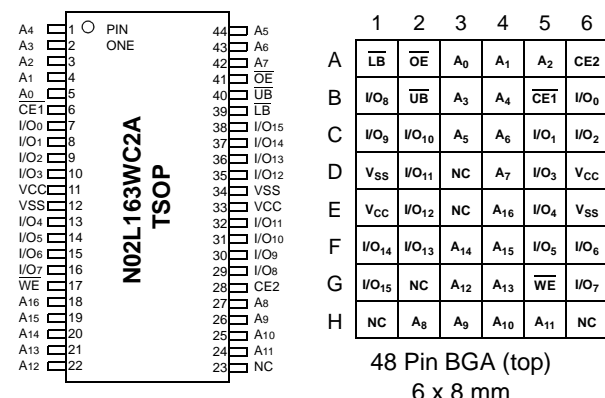 A4 1 PIN 44 A5
A3 2 ONE 43 A6
A2 3 42 A7
A1 4 41 OE
A0 5 40 UB
CE1 6 39 LB
I/O0 7 38 I/O15
I/O1 8 37 I/O14
I/O2 9 36 I/O13
I/O3 10 35 I/O12
VCC 11 34 VSS
VSS 12 33 VCC
I/O4 13 32 I/O11
I/O5 14 31 I/O10
I/O6 15 30 I/O9
I/O7 16 29 I/O8
WE 17 28 CE2
A16 18 27 A8
A15 19 26 A9
A14 20 25 A10
A13 21 24 A11
A12 22 23 NC
N02L163WC2A
TSOP
1 2 3 4 5 6
A LB OE A0 A1 A2 CE2
B I/O8 UB A3 A4 CE1 I/O0
C I/O9 I/O10 A5 A6 I/O1 I/O2
D VSS I/O11 NC A7 I/O3 VCC
E VCC I/O12 NC A16 I/O4 VSS
F I/O14 I/O13 A14 A15 I/O5 I/O6
G I/O15 NC A12 A13 WE I/O7
H NC A8 A9 A10 A11 NC
48 Pin BGA (top)
6 x 8 mm